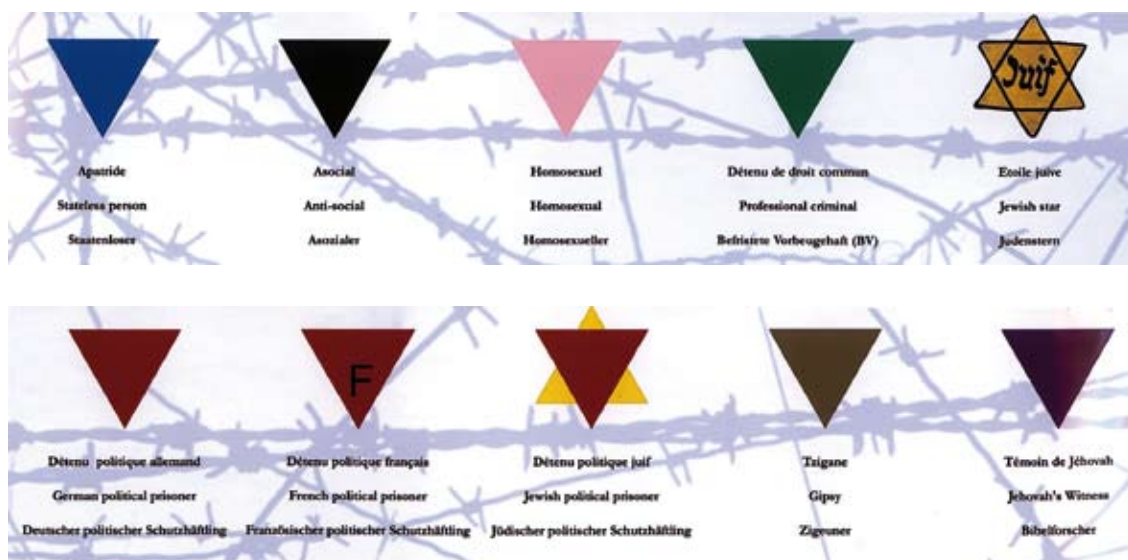 Juif
Apatride Asocial Homosexuel Détenu de droit commun Etoile juive
Stateless person Anti-social Homosexual Professional criminal Jewish star
Staatenloser Asozialer Homosexueller Befristete Vorbeugehaft (BV) Judenstern
F
Détenu politique allemand Détenu politique français Détenu politique juif Tzigane Témoin de Jéhovah
German political prisoner French political prisoner Jewish political prisoner Gipsy Jehovah's Witness
Deutscher politischer Schutzhäftling Französischer politischer Schutzhäftling Jüdischer politischer Schutzhäftling Zigeuner Bibelforscher